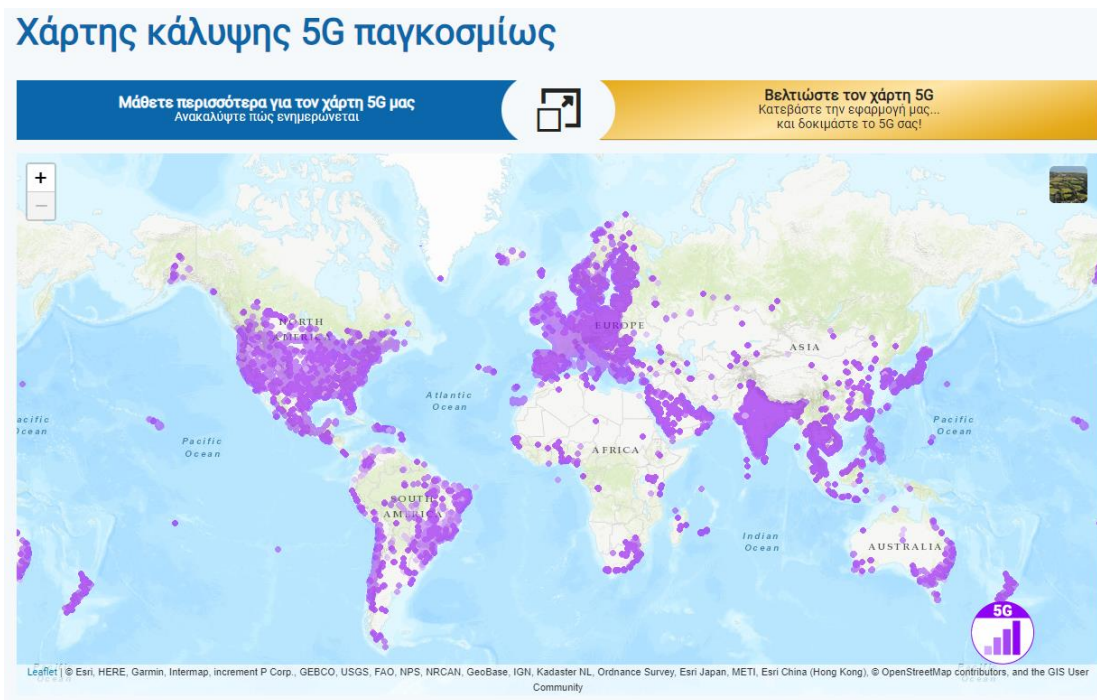 Χάρτης κάλυψης 5G παγκοσμίως
Μάθετε περισσότερα για τον χάρτη 5G μας
Ανακαλύψτε πώς ενημερώνεται
Βελτιώστε τον χάρτη 5G
Κατεβάστε την εφαρμογή μας...
και δοκιμάστε το 5G σας!
+
−
NORTH
AMERICA
EUROPE
ASIA
Atlantic
Ocean
Pacific
Ocean
acific
cean
Pacific
Ocean
AFRICA
SOUTH
AMERICA
Indian
Ocean
AUSTRALIA
5G
Leaflet | © Esri, HERE, Garmin, Intermap, increment P Corp., GEBCO, USGS, FAO, NPS, NRCAN, GeoBase, IGN, Kadaster NL, Ordnance Survey, Esri Japan, METI, Esri China (Hong Kong), © OpenStreetMap contributors, and the GIS User
Community